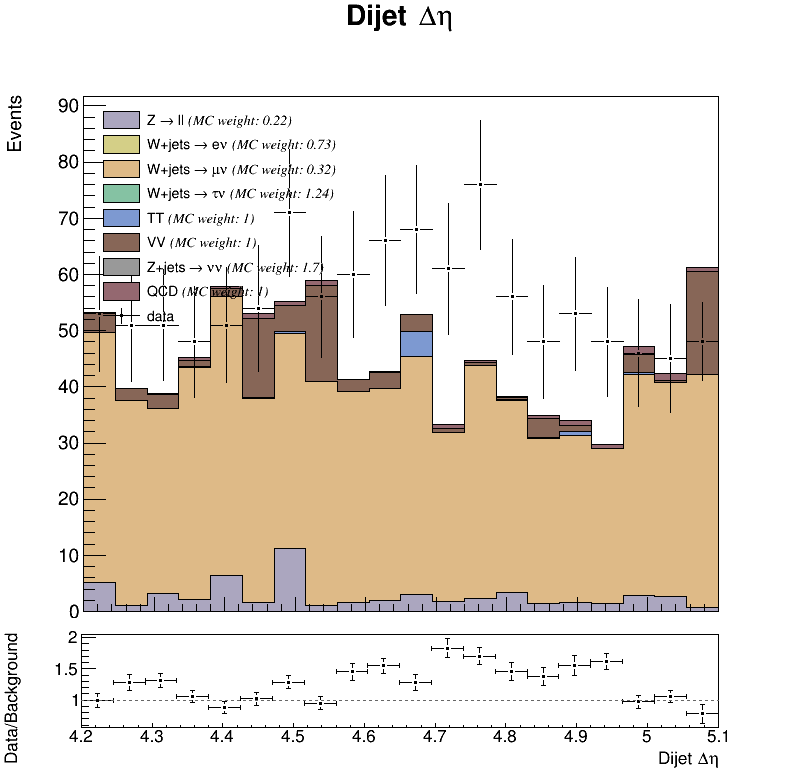 Dijet Δη
Events
90
80
70
60
50
40
30
20
10
0
Z → ll (MC weight: 0.22)
W+jets → eν (MC weight: 0.73)
W+jets → μν (MC weight: 0.32)
W+jets → τν (MC weight: 1.24)
TT (MC weight: 1)
VV (MC weight: 1)
Z+jets → νν (MC weight: 1.7)
QCD (MC weight: 1)
data
Data/Background
2
1.5
1
4.2 4.3 4.4 4.5 4.6 4.7 4.8 4.9 5 5.1
Dijet Δη